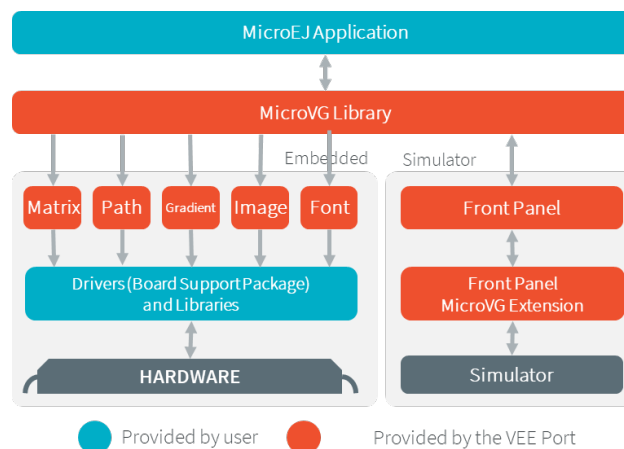 MicroEJ Application
MicroVG Library
Embedded
Simulator
Matrix
Path
Gradient
Image
Font
Front Panel
Drivers (Board Support Package)
and Libraries
Front Panel
MicroVG Extension
HARDWARE
Simulator
Provided by user
Provided by the VEE Port